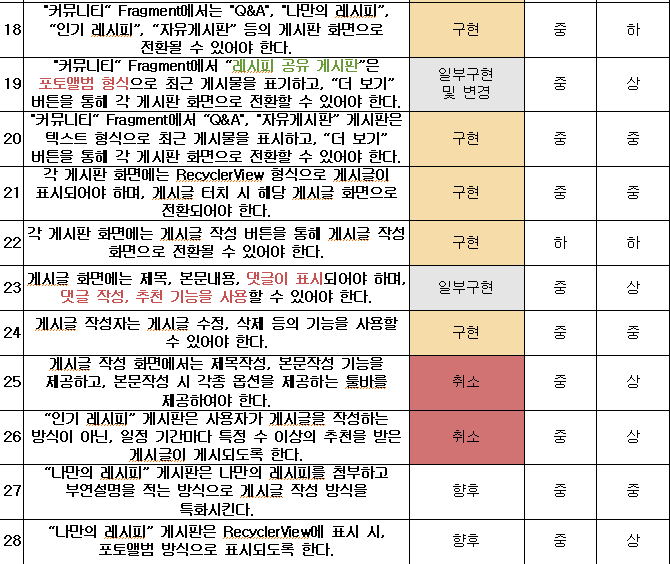 18 "커뮤니티“ Fragment에서는 "Q&A", "나만의 레시피”,
“인기 레시피”, “자유게시판” 등의 게시판 화면으로
전환될 수 있어야 한다. 구현 중 하
19 "커뮤니티“ Fragment에서 “레시피 공유 게시판”은
포토앨범 형식으로 최근 게시물을 표기하고, “더 보기”
버튼을 통해 각 게시판 화면으로 전환할 수 있어야 한다. 일부구현
및 변경 중 상
20 "커뮤니티“ Fragment에서 “Q&A", "자유게시판” 게시판은
텍스트 형식으로 최근 게시물을 표시하고, “더 보기”
버튼을 통해 각 게시판 화면으로 전환할 수 있어야 한다. 구현 중 중
21 각 게시판 화면에는 RecyclerView 형식으로 게시글이
표시되어야 하며, 게시글 터치 시 해당 게시글 화면으로
전환되어야 한다. 구현 중 중
22 각 게시판 화면에는 게시글 작성 버튼을 통해 게시글 작성
화면으로 전환될 수 있어야 한다. 구현 하 하
23 게시글 화면에는 제목, 본문내용, 댓글이 표시되어야 하며,
댓글 작성, 추천 기능을 사용할 수 있어야 한다. 일부구현 중 상
24 게시글 작성자는 게시글 수정, 삭제 등의 기능을 사용할
수 있어야 한다. 구현 중 중
25 게시글 작성 화면에서는 제목작성, 본문작성 기능을
제공하고, 본문작성 시 각종 옵션을 제공하는 툴바를
제공하여야 한다. 취소 중 상
26 “인기 레시피” 게시판은 사용자가 게시글을 작성하는
방식이 아닌, 일정 기간마다 특정 수 이상의 추천을 받은
게시글이 게시되도록 한다. 취소 중 상
27 “나만의 레시피” 게시판은 나만의 레시피를 첨부하고
부연설명을 적는 방식으로 게시글 작성 방식을
특화시킨다. 향후 중 중
28 “나만의 레시피” 게시판은 RecyclerView에 표시 시,
포토앨범 방식으로 표시되도록 한다. 향후 중 상